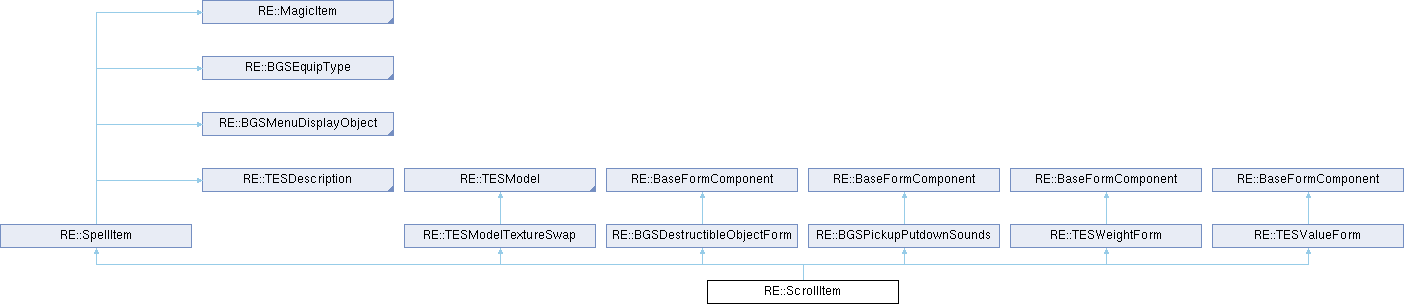 RE::MagicItem
RE::BGSEquipType
RE::BGSMenuDisplayObject
RE::TESDescription
RE::TESModel
RE::BaseFormComponent
RE::BaseFormComponent
RE::BaseFormComponent
RE::BaseFormComponent
RE::SpellItem
RE::TESModelTextureSwap
RE::BGSDestructibleObjectForm
RE::BGSPickupPutdownSounds
RE::TESWeightForm
RE::TESValueForm
RE::ScrollItem